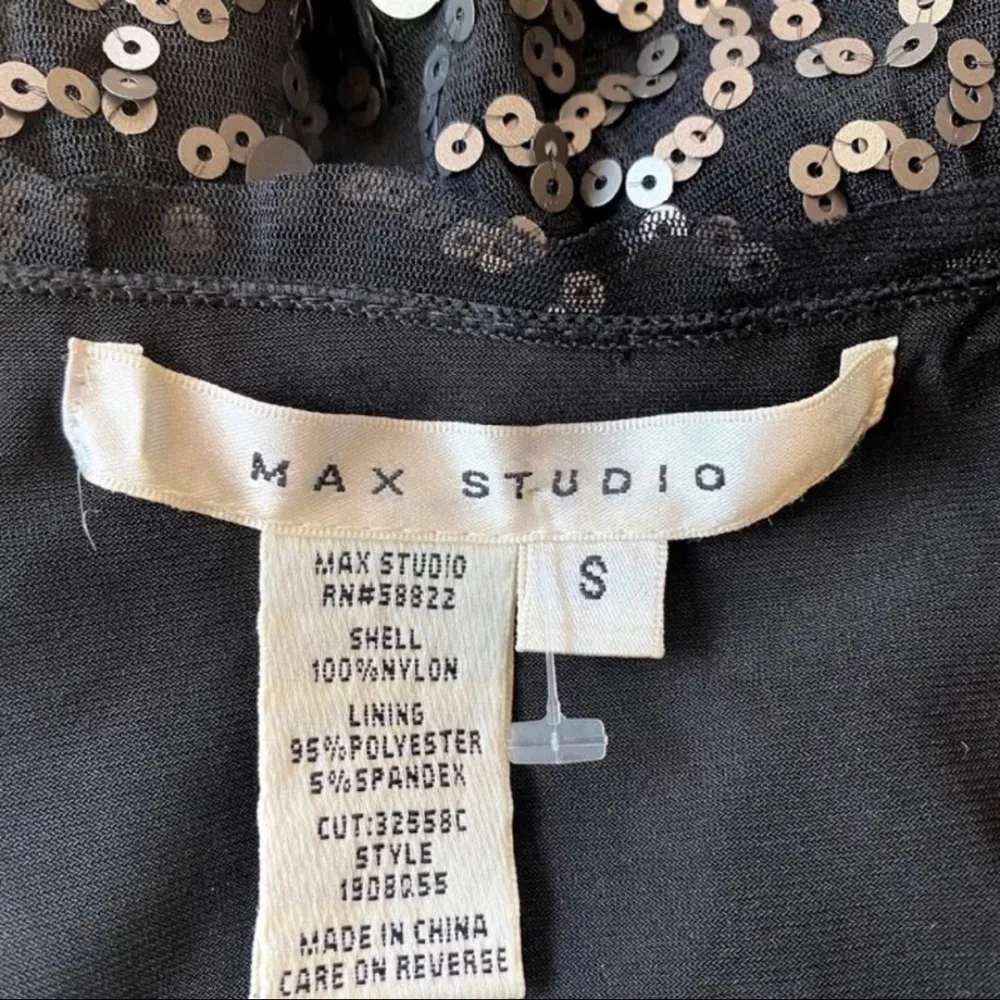 MAX STUDIO
S
MAX STUDIO
RN#58822
SHELL
100%NYLON
LINING
95%POLYESTER
5%SPANDEX
CUT:32558C
STYLE
1908Q55
MADE IN CHINA
CARE ON REVERSE